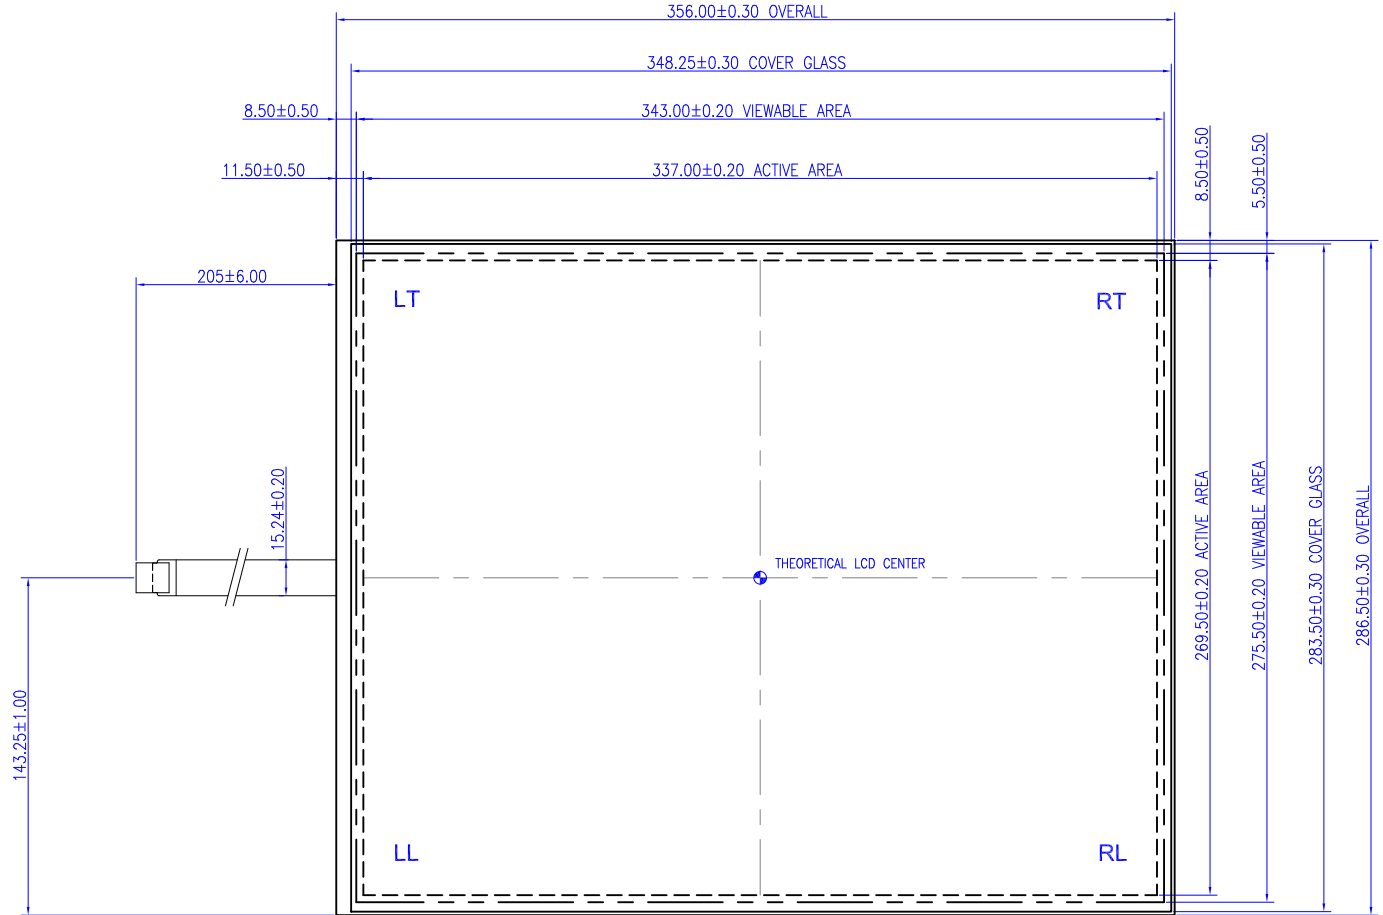 356.00±0.30 OVERALL
348.25±0.30 COVER GLASS
8.50±0.50
343.00±0.20 VIEWABLE AREA
11.50±0.50
337.00±0.20 ACTIVE AREA
8.50±0.50
5.50±0.50
205±6.00
LT
RT
15.24±0.20
THEORETICAL LCD CENTER
269.50±0.20 ACTIVE AREA
275.50±0.20 VIEWABLE AREA
283.50±0.30 COVER GLASS
286.50±0.30 OVERALL
143.25±1.00
LL
RL